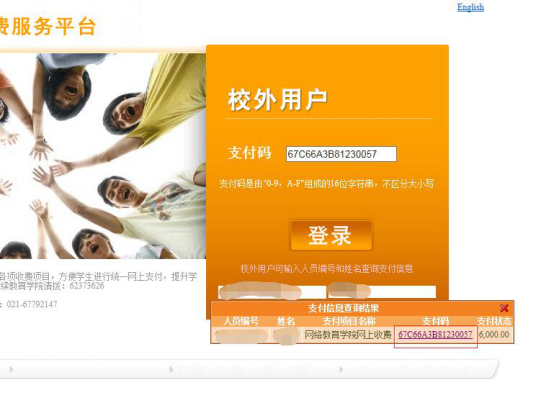 English
费服务平台
校外用户
支付码 67C66A3B81230057
支付码是由"0-9，A-F"组成的16位字符串，不区分大小写
登录
校外用户可输入人员编号和姓名查询支付信息
各项收费项目，方便学生进行统一网上支付，提升学
续教育学院请拨：62373626
：021-67792147
支付信息查询结果
人员编号 姓名 支付项目名称 支付码 支付状态
网络教育学院网上收费 67C66A3B81230057 6,000.00